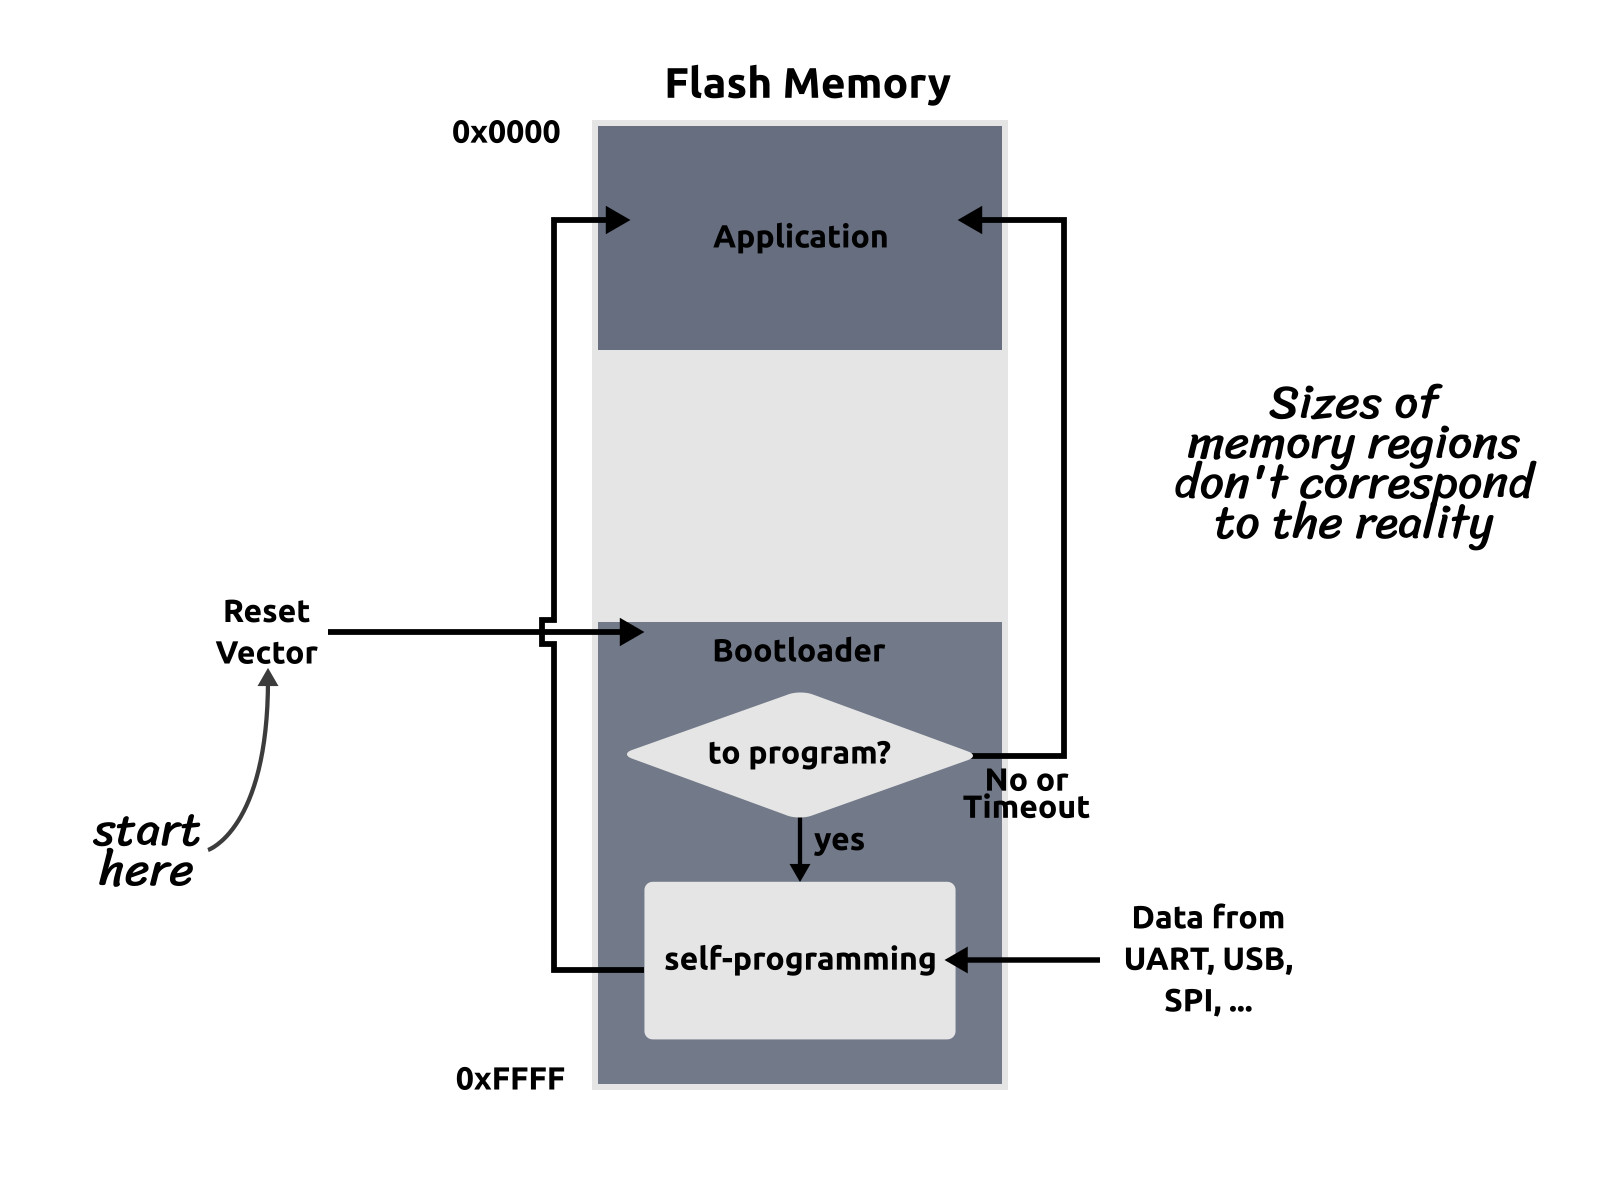 Flash Memory
0x0000
Application
Sizes of
memory regions
don't correspond
to the reality
Reset
Vector
Bootloader
to program?
No or
Timeout
yes
start
here
self-programming
Data from
UART, USB,
SPI, ...
0xFFFF